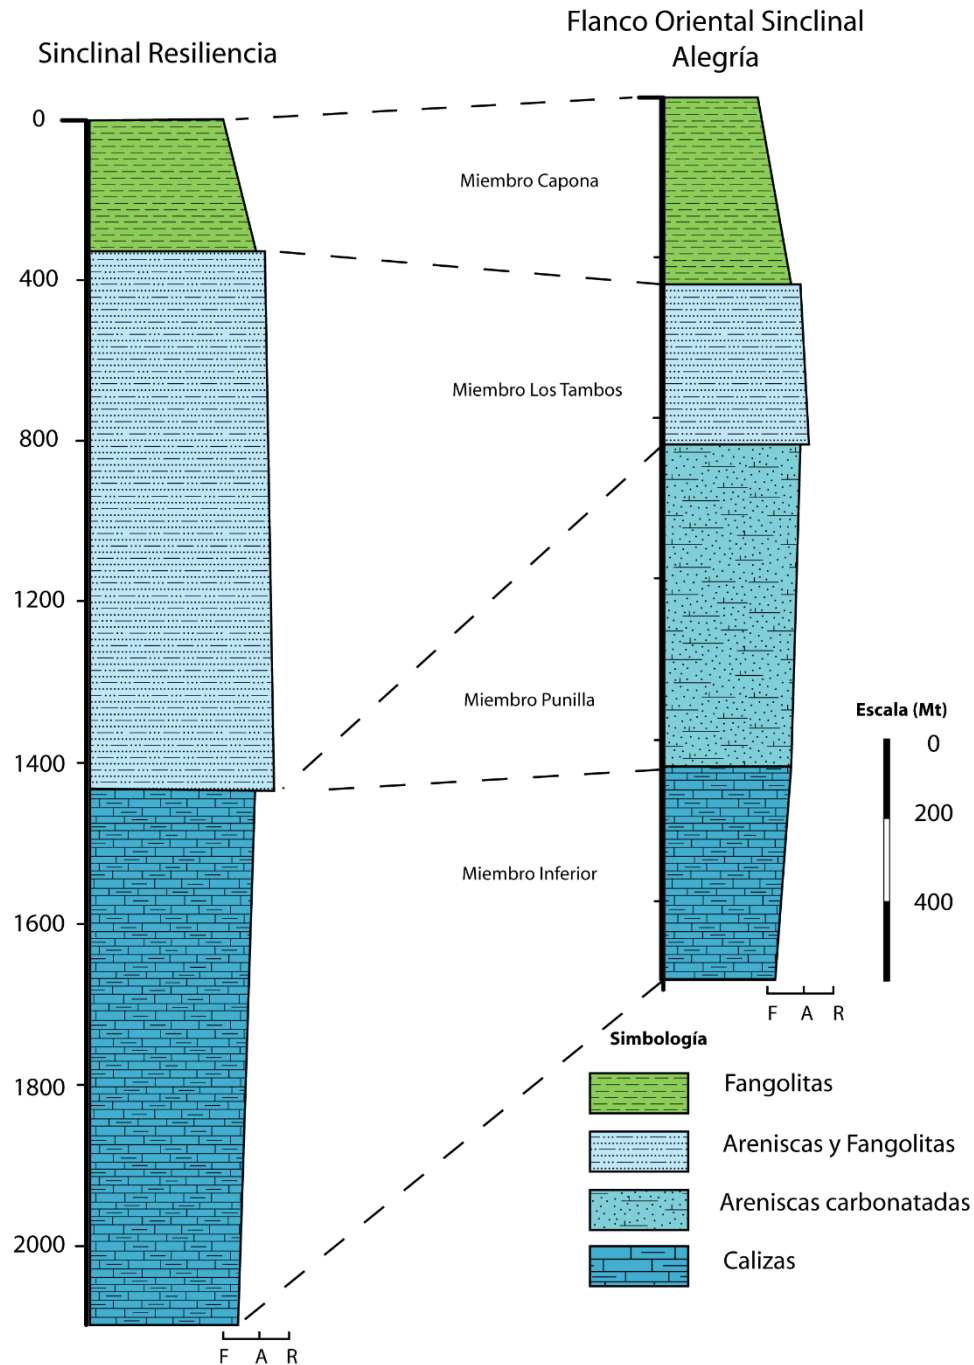 Sinclinal Resiliencia
Flanco Oriental Sinclinal
Alegría
0
400
800
1200
1400
1600
1800
2000
Miembro Capona
Miembro Los Tambos
Miembro Punilla
Miembro Inferior
F A R
Escala (Mt)
0
200
400
F A R
Simbología
Fangolitas
Areniscas y Fangolitas
Areniscas carbonatadas
Calizas